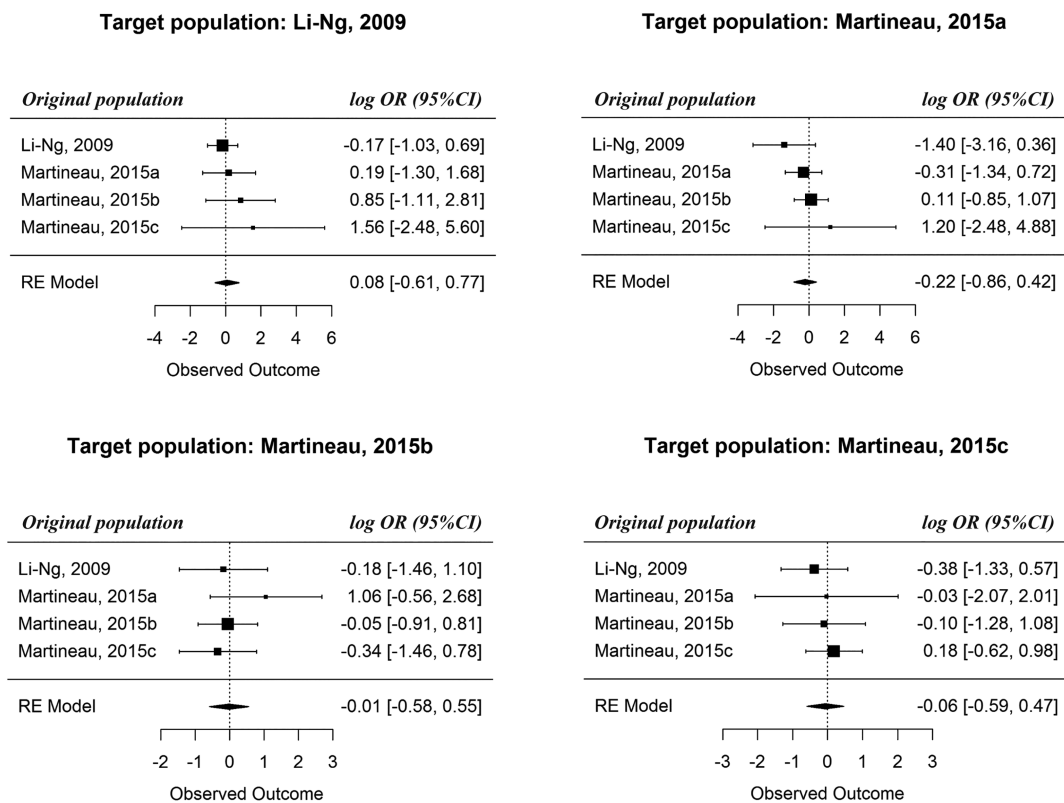 Target population: Li-Ng, 2009
Original population log OR (95%CI)
Li-Ng, 2009 -0.17 [-1.03, 0.69]
Martineau, 2015a 0.19 [-1.30, 1.68]
Martineau, 2015b 0.85 [-1.11, 2.81]
Martineau, 2015c 1.56 [-2.48, 5.60]
RE Model 0.08 [-0.61, 0.77]
-4 -2 0 2 4 6
Observed Outcome
Target population: Martineau, 2015a
Original population log OR (95%CI)
Li-Ng, 2009 -1.40 [-3.16, 0.36]
Martineau, 2015a -0.31 [-1.34, 0.72]
Martineau, 2015b 0.11 [-0.85, 1.07]
Martineau, 2015c 1.20 [-2.48, 4.88]
RE Model -0.22 [-0.86, 0.42]
-4 -2 0 2 4 6
Observed Outcome
Target population: Martineau, 2015b
Original population log OR (95%CI)
Li-Ng, 2009 -0.18 [-1.46, 1.10]
Martineau, 2015a 1.06 [-0.56, 2.68]
Martineau, 2015b -0.05 [-0.91, 0.81]
Martineau, 2015c -0.34 [-1.46, 0.78]
RE Model -0.01 [-0.58, 0.55]
-2 -1 0 1 2 3
Observed Outcome
Target population: Martineau, 2015c
Original population log OR (95%CI)
Li-Ng, 2009 -0.38 [-1.33, 0.57]
Martineau, 2015a -0.03 [-2.07, 2.01]
Martineau, 2015b -0.10 [-1.28, 1.08]
Martineau, 2015c 0.18 [-0.62, 0.98]
RE Model -0.06 [-0.59, 0.47]
-3 -2 -1 0 1 2 3
Observed Outcome